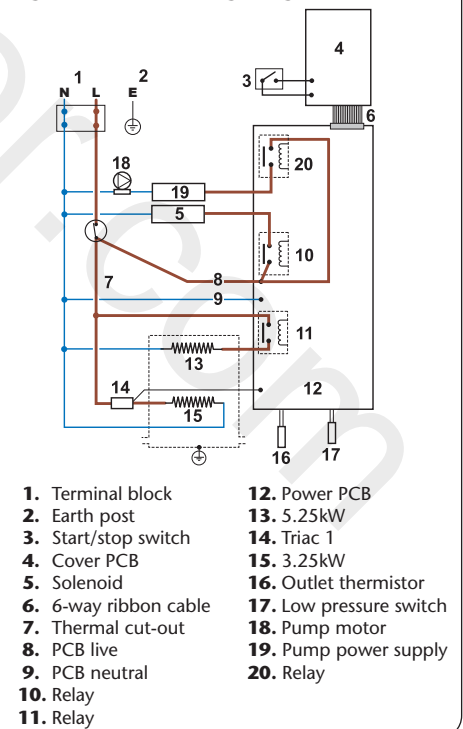 1
2
N
L
E
3
4
6
18
19
20
5
10
7
8
9
11
13
12
14
15
16
17
1. Terminal block
2. Earth post
3. Start/stop switch
4. Cover PCB
5. Solenoid
6. 6-way ribbon cable
7. Thermal cut-out
8. PCB live
9. PCB neutral
10. Relay
11. Relay
12. Power PCB
13. 5.25kW
14. Triac 1
15. 3.25kW
16. Outlet thermistor
17. Low pressure switch
18. Pump motor
19. Pump power supply
20. Relay
er.com